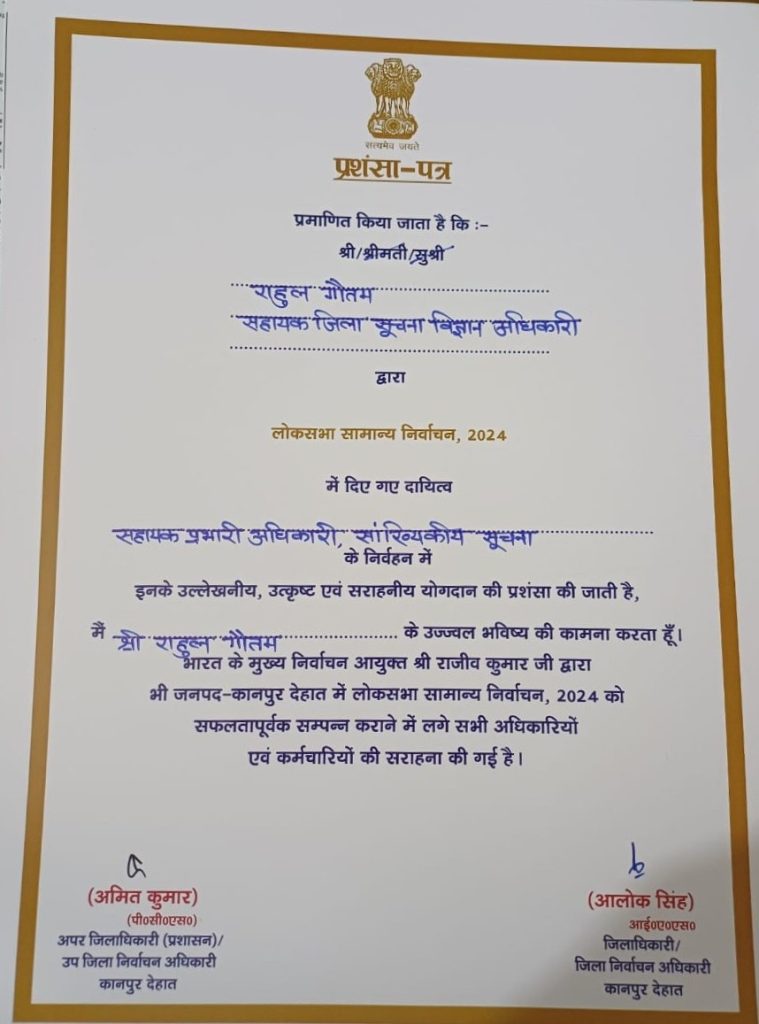 सत्यमेव जयते
प्रशंसा-पत्र
प्रमाणित किया जाता है कि :-
श्री/श्रीमती/सुश्री
राहुल गौतम
सहायक जिला सूचना विज्ञान अधिकारी
द्वारा
लोकसभा सामान्य निर्वाचन, 2024
में दिए गए दायित्व
सहायक प्रभारी अधिकारी, सांख्यिकीय सूचना
के निर्वहन में
इनके उल्लेखनीय, उत्कृष्ट एवं सराहनीय योगदान की प्रशंसा की जाती है,
मैं श्री राहुल गौतम के उज्ज्वल भविष्य की कामना करता हूँ।
भारत के मुख्य निर्वाचन आयुक्त श्री राजीव कुमार जी द्वारा
भी जनपद-कानपुर देहात में लोकसभा सामान्य निर्वाचन, 2024 को
सफलतापूर्वक सम्पन्न कराने में लगे सभी अधिकारियों
एवं कर्मचारियों की सराहना की गई है।
(अमित कुमार)
(पी०सी०एस०)
अपर जिलाधिकारी (प्रशासन)/
उप जिला निर्वाचन अधिकारी
कानपुर देहात
(आलोक सिंह)
आई०ए०एस०
जिलाधिकारी/
जिला निर्वाचन अधिकारी
कानपुर देहात